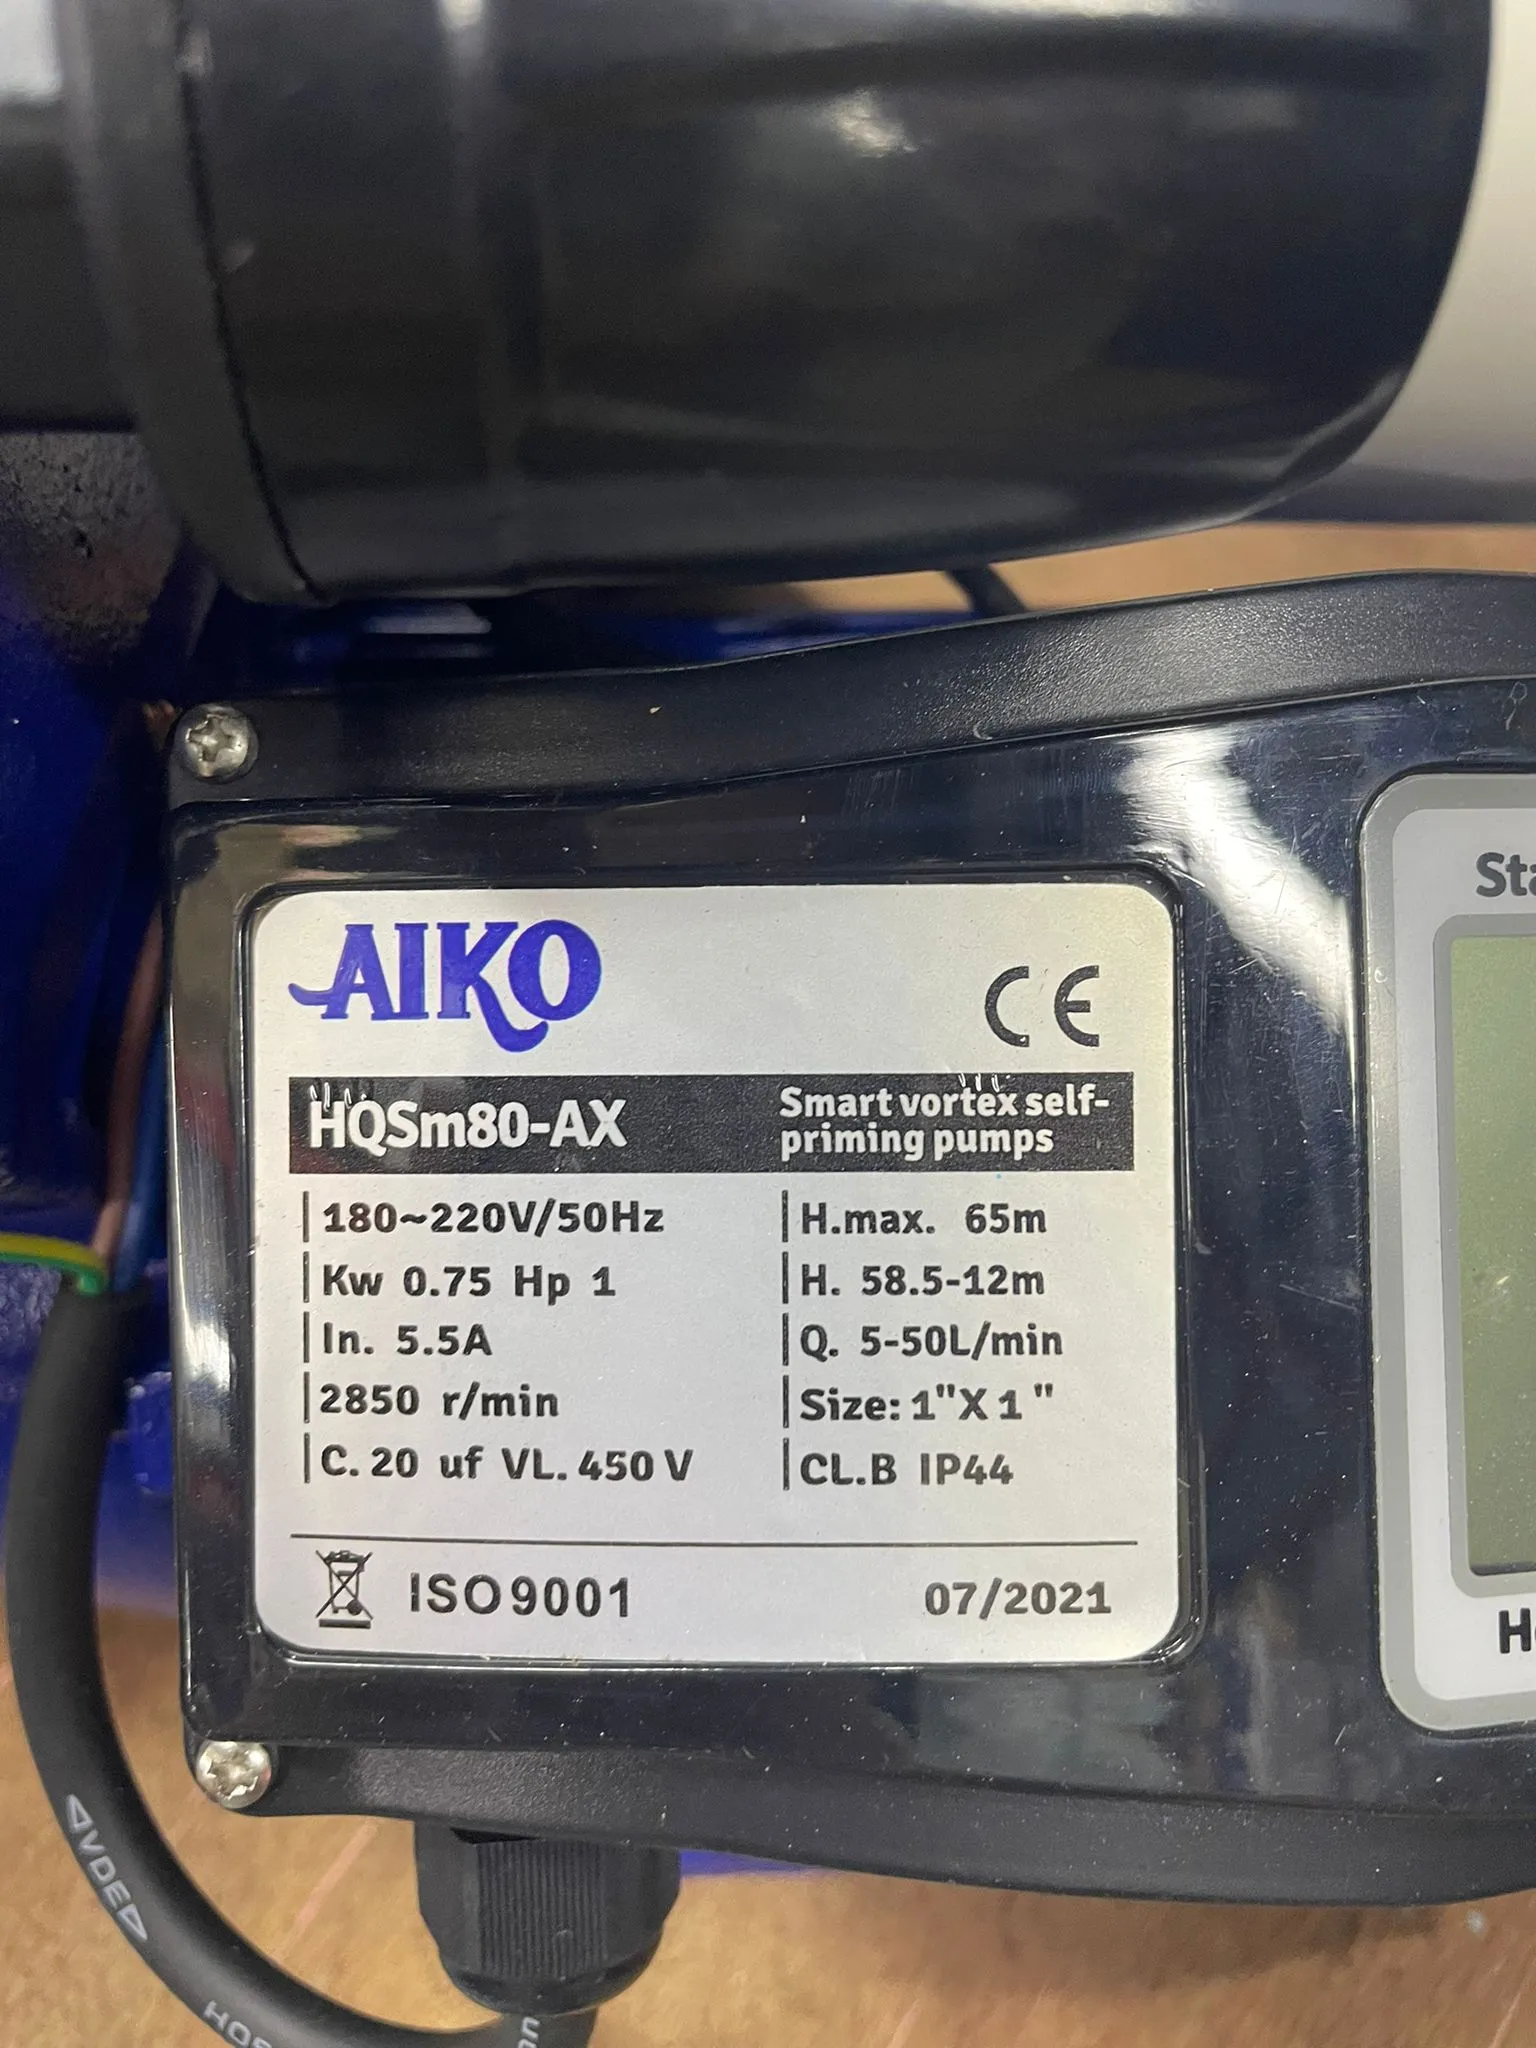 AIKO
CE
HQSm80-AX
Smart vortex self-
priming pumps
180~220V/50Hz
H.max. 65m
Kw 0.75 Hp 1
H. 58.5-12m
In. 5.5A
Q. 5-50L/min
2850 r/min
Size: 1"X 1 "
C. 20 uf VL. 450 V
CL.B IP44
ISO9001
07/2021
VDE